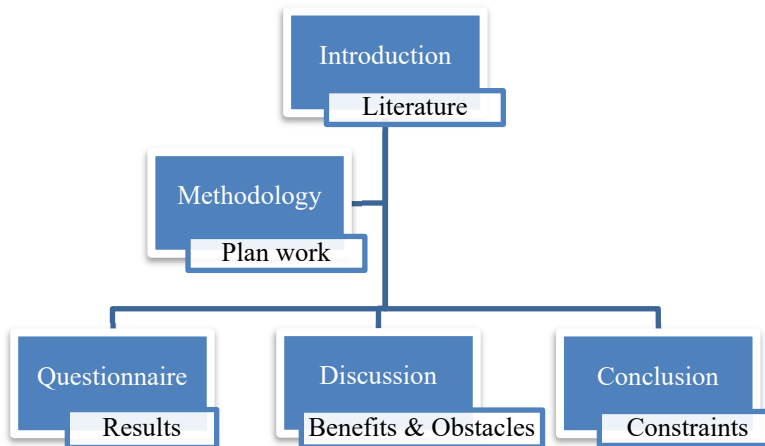 Introduction
Literature
Methodology
Plan work
Questionnaire
Results
Discussion
Benefits & Obstacles
Conclusion
Constraints